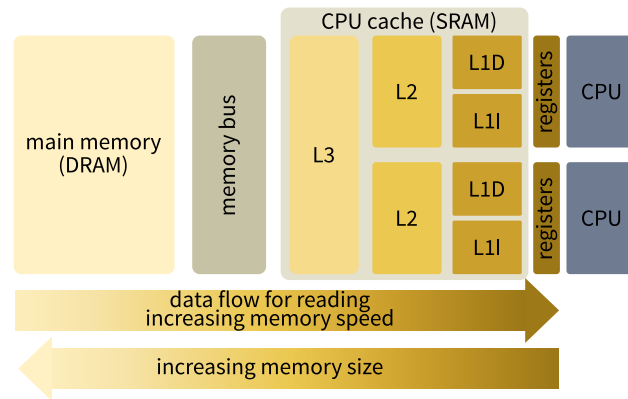 CPU cache (SRAM)
main memory
(DRAM)
memory bus
L3
L2
L1D
L1I
registers
CPU
L2
L1D
L1I
registers
CPU
data flow for reading
increasing memory speed
increasing memory size